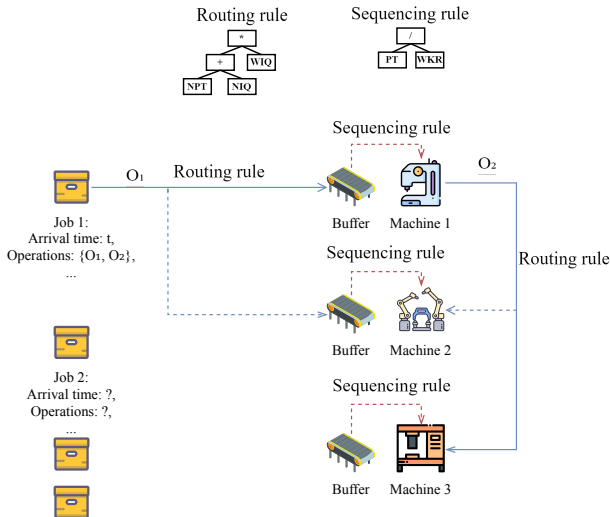 Routing rule
Sequencing rule
*
/
+
WIQ
PT
WKR
NPT
NIQ
Sequencing rule
O₁
Routing rule
O₂
Buffer
Machine 1
Job 1:
Arrival time: t,
Operations: {O₁, O₂},
...
Sequencing rule
Routing rule
Buffer
Machine 2
Job 2:
Arrival time: ?,
Operations: ?,
...
Sequencing rule
Buffer
Machine 3